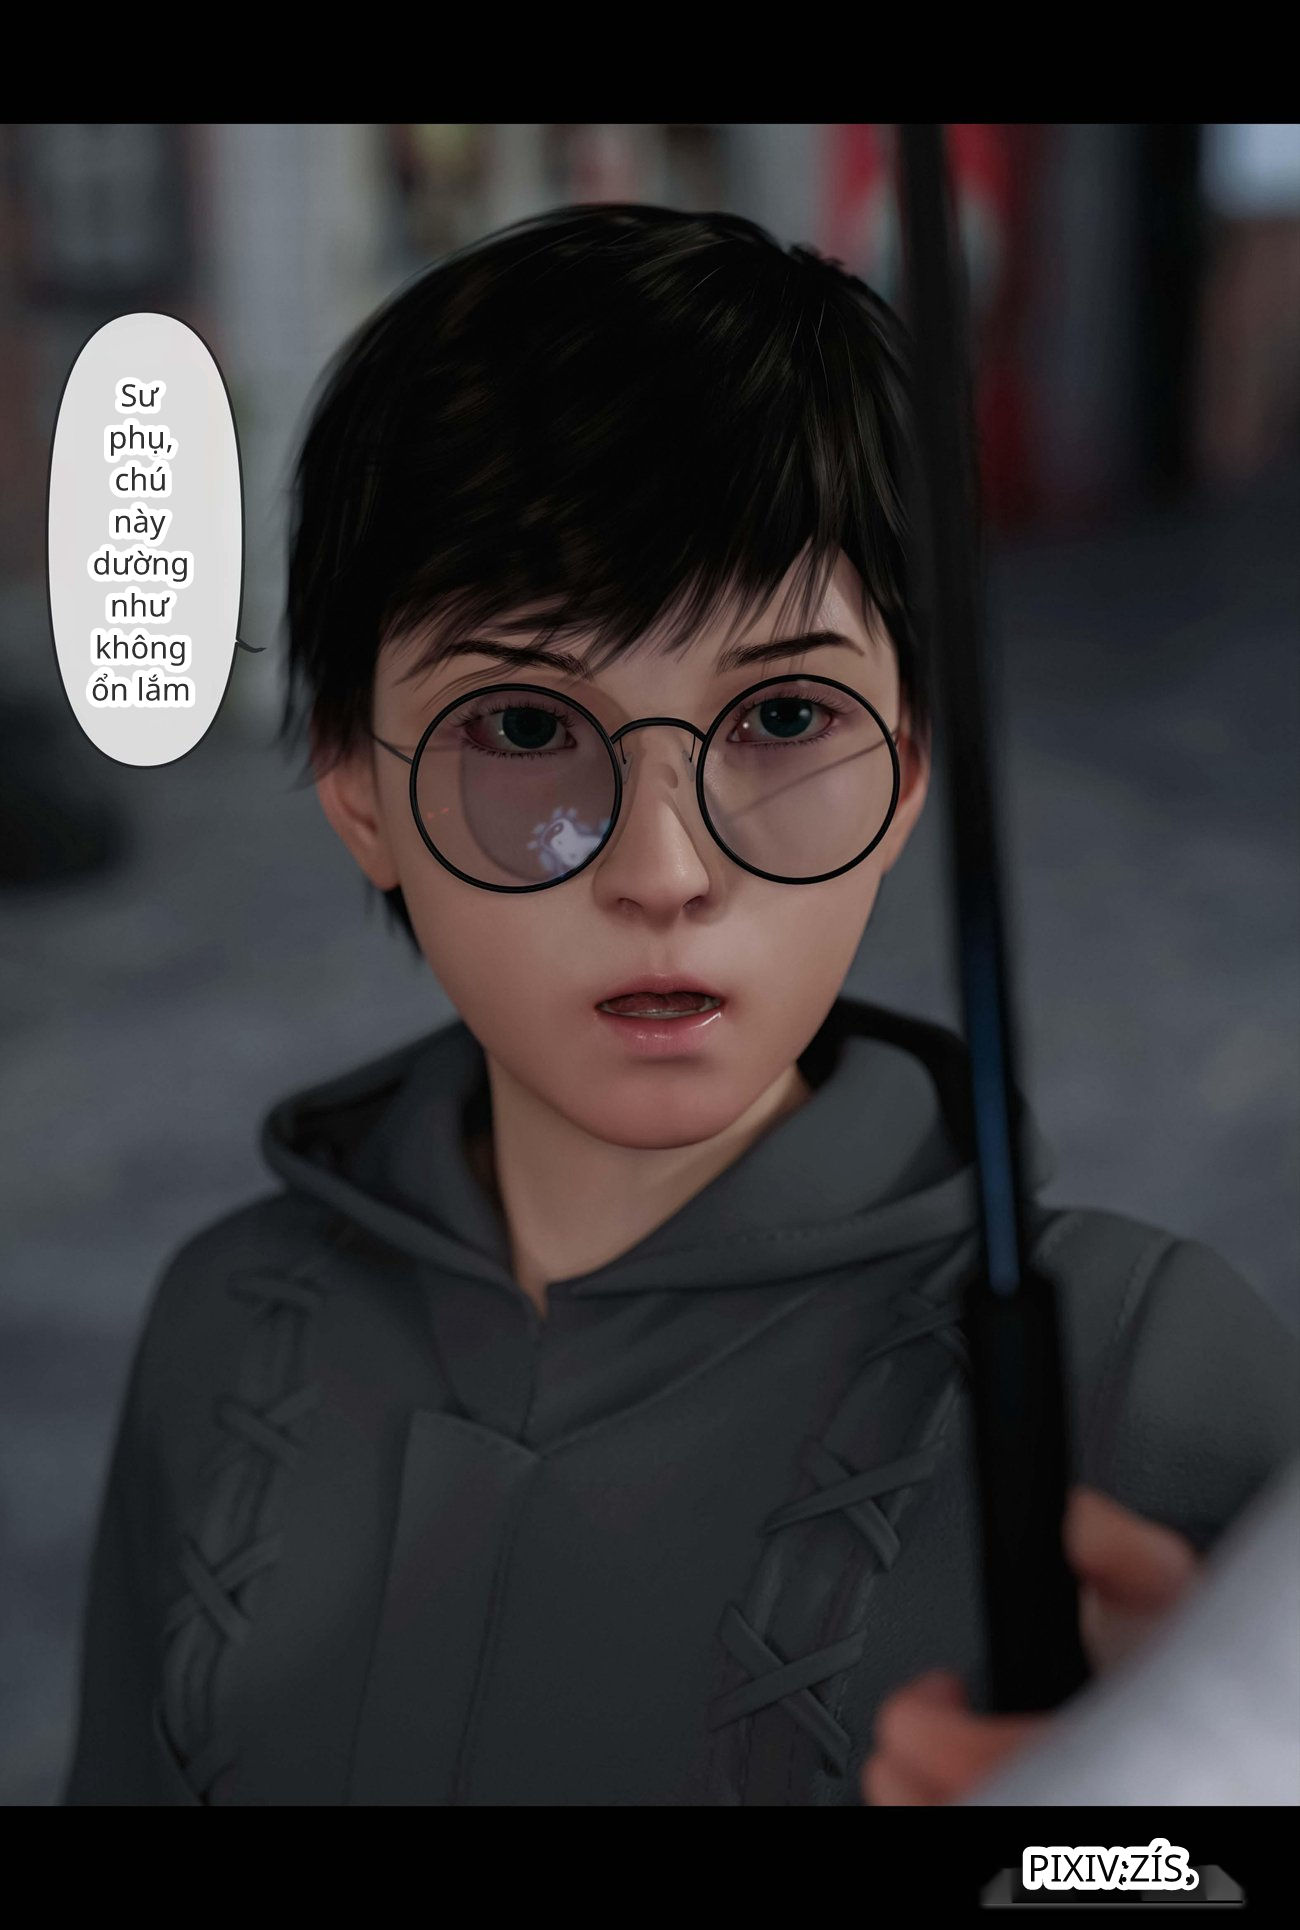 Sư
phụ,
chú
này
dường
như
không
ổn lắm
PIXIV:ZÍS,